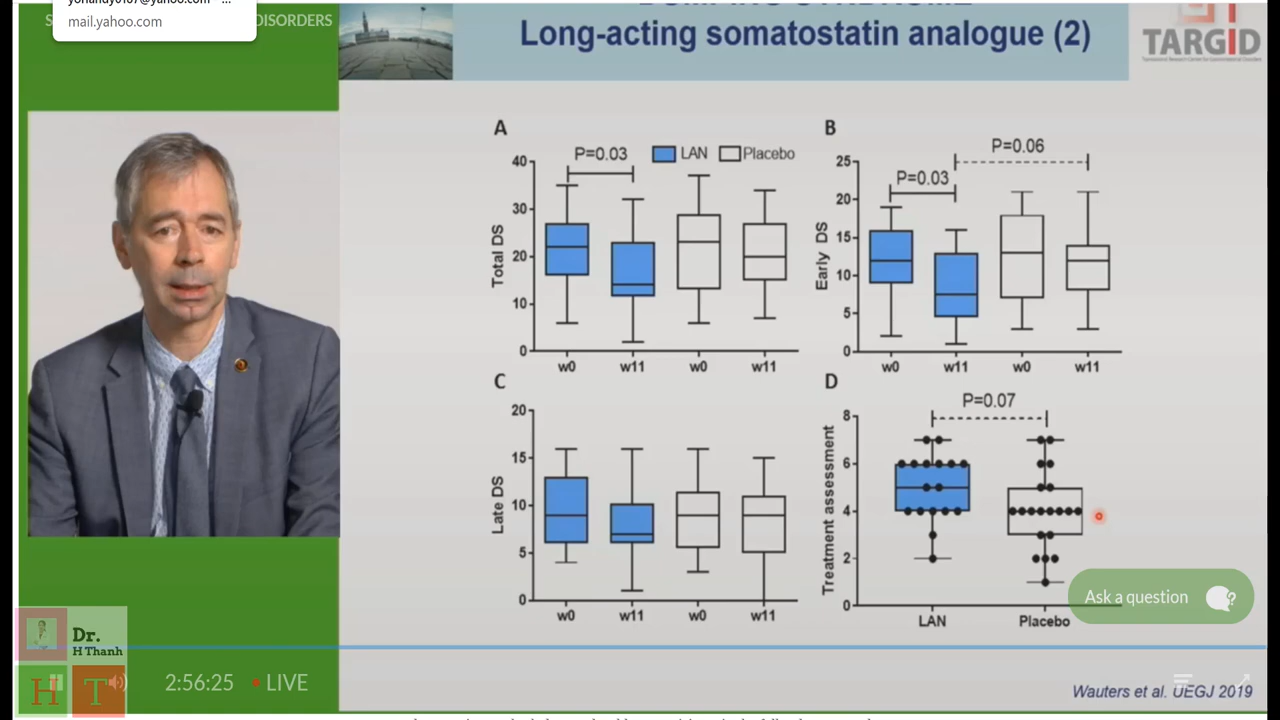 mail.yahoo.com
DISORDERS
Long-acting somatostatin analogue (2)
TARGID
A
P=0.03
LAN
Placebo
Total DS
40
30
20
10
0
w0
w11
w0
w11
B
P=0.06
P=0.03
Early DS
25
20
15
10
5
0
w0
w11
w0
w11
C
Late DS
20
15
10
5
0
w0
w11
w0
w11
D
P=0.07
Treatment assessment
8
6
4
2
0
LAN
Placebo
Ask a question
Dr.
H Thanh
H T
2:56:25 • LIVE
Wauters et al. UEGJ 2019